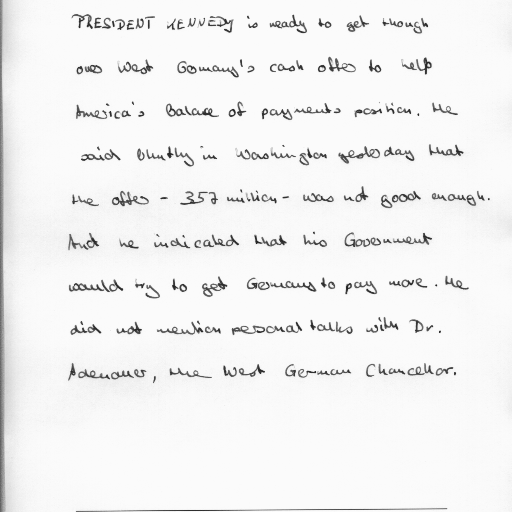 PRESIDENT KENNEDY is ready to get though
over West Germany's cash offer to help
America's Balance of payments position. He
said bluntly in Washington yesterday that
the offer - 357 million - was not good enough.
And he indicated that his Government
would try to get Germany to pay more. He
did not mention personal talks with Dr.
Adenauer, the West German Chancellor.